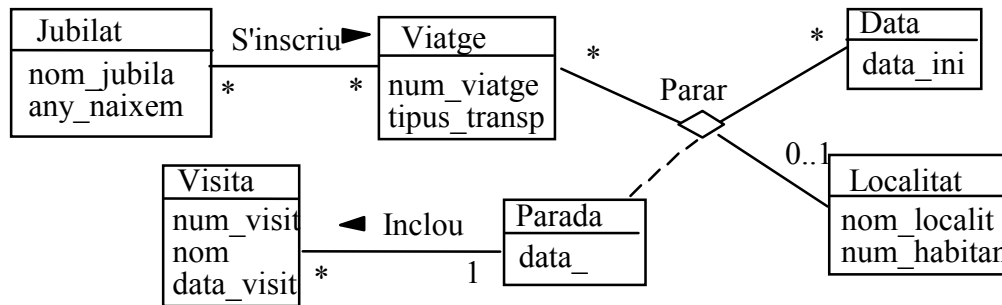 Jubilat
nom_jubila
any_naixem
S'inscriu
*
*
Viatge
num_viatge
tipus_transp
*
Parar
*
Data
data_ini
0..1
Localitat
nom_localit
num_habitan
Visita
num_visit
nom
data_visit
*
Inclou
1
Parada
data_